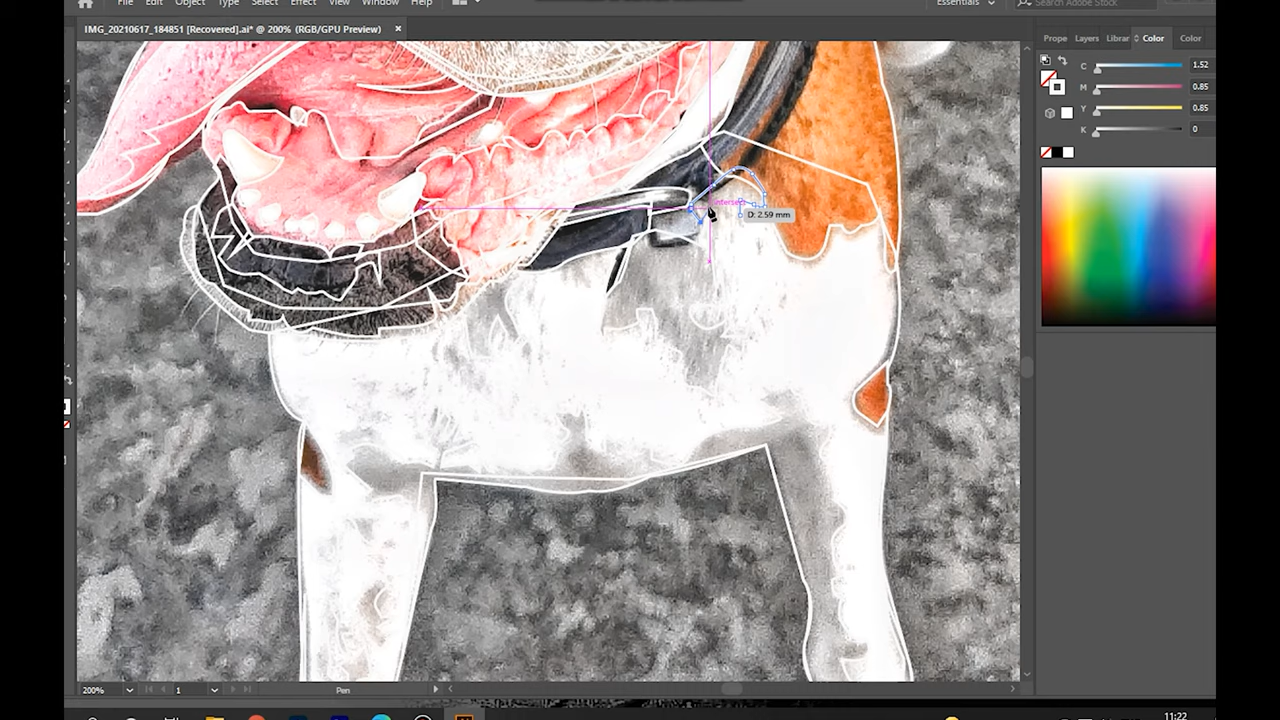 File Edit Object Type Select Effect View Window Help Essentials Search Adobe Stock
IMG_20210617_184851 [Recovered].ai* @ 200% (RGB/GPU Preview) ×
Prope Layers Librar Color Color
C 1.52
M 0.85
Y 0.85
K 0
intersect
D: 2.59 mm
200% 1 Pen
11:22